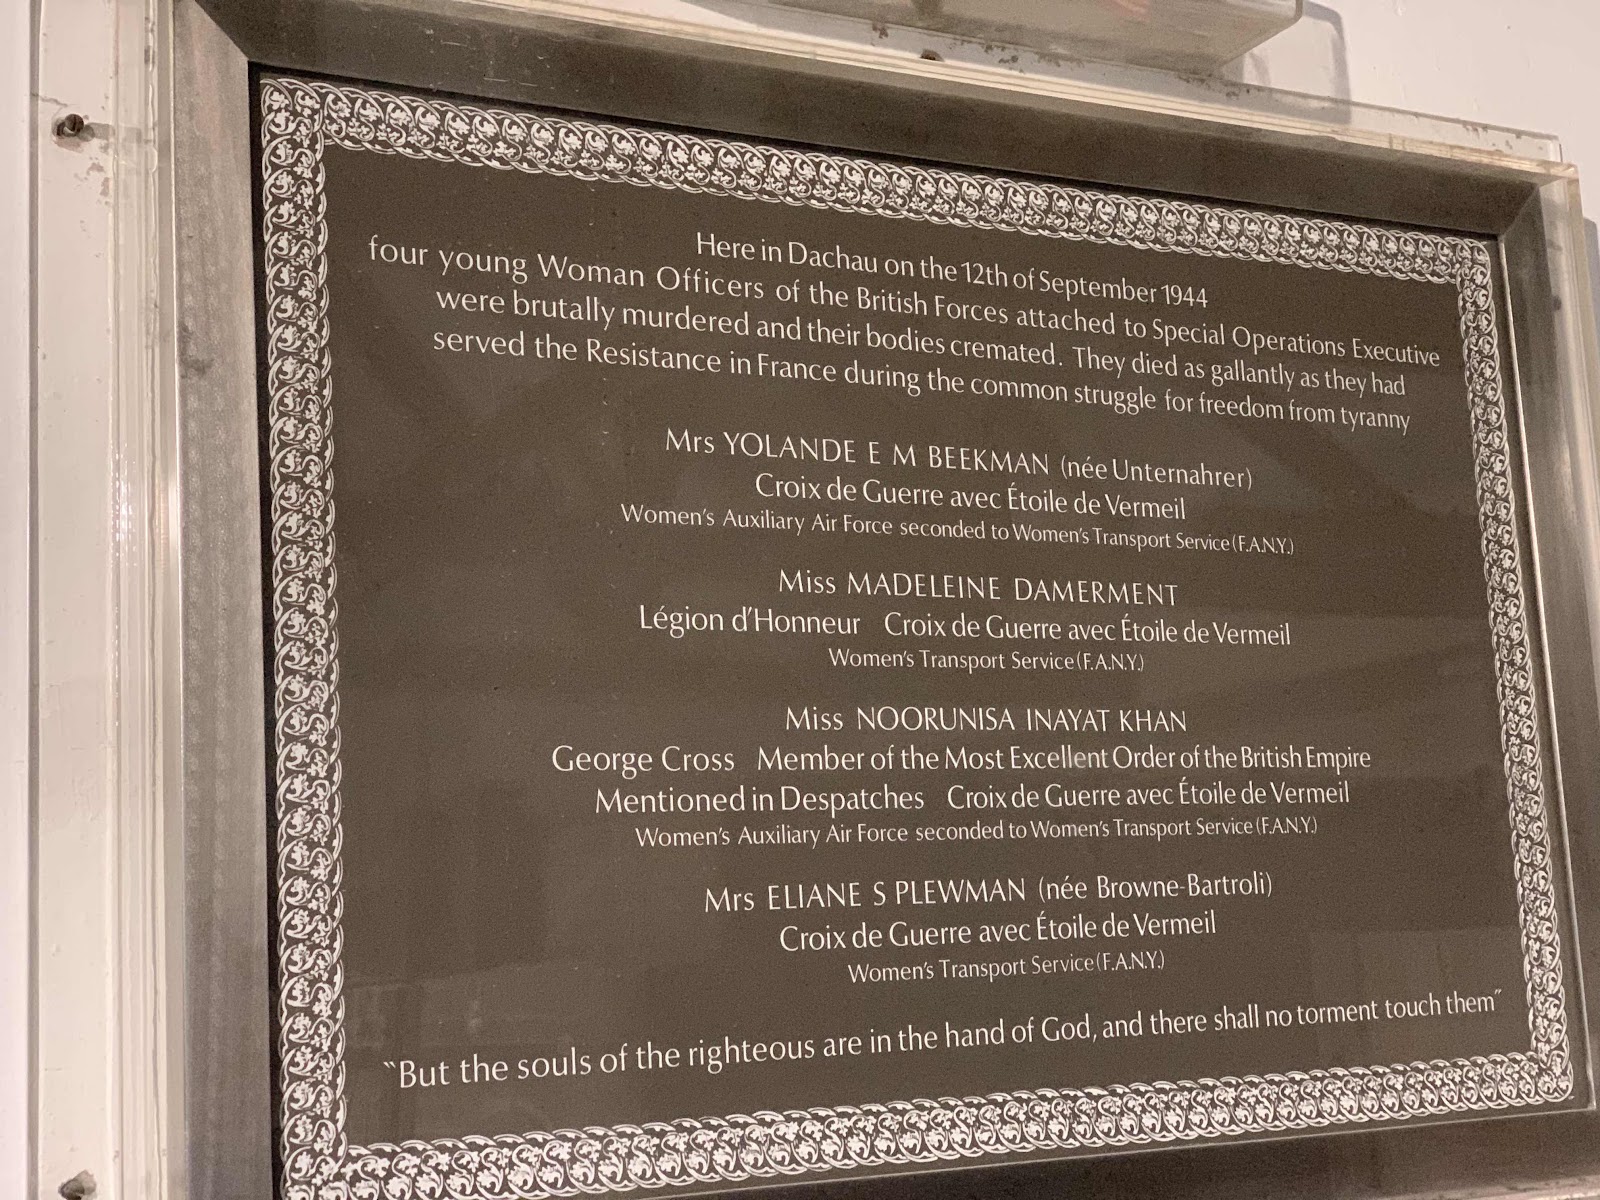 Here in Dachau on the 12th of September 1944
four young Woman Officers of the British Forces attached to Special Operations Executive
were brutally murdered and their bodies cremated. They died as gallantly as they had
served the Resistance in France during the common struggle for freedom from tyranny
Mrs YOLANDE E M BEEKMAN (née Unternahrer)
Croix de Guerre avec Étoile de Vermeil
Women's Auxiliary Air Force seconded to Women's Transport Service (F.A.N.Y.)
Miss MADELEINE DAMERMENT
Légion d'Honneur Croix de Guerre avec Étoile de Vermeil
Women's Transport Service (F.A.N.Y.)
Miss NOORUNISA INAYAT KHAN
George Cross Member of the Most Excellent Order of the British Empire
Mentioned in Despatches Croix de Guerre avec Étoile de Vermeil
Women's Auxiliary Air Force seconded to Women's Transport Service (F.A.N.Y.)
Mrs ELIANE S PLEWMAN (née Browne-Bartroli)
Croix de Guerre avec Étoile de Vermeil
Women's Transport Service (F.A.N.Y.)
"But the souls of the righteous are in the hand of God, and there shall no torment touch them"